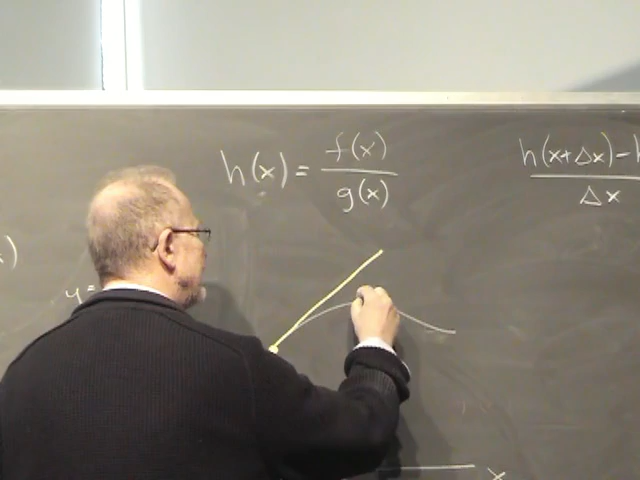 h(x) = f(x)
g(x)
h(x+Δx) - h
Δx
x)
y=
x